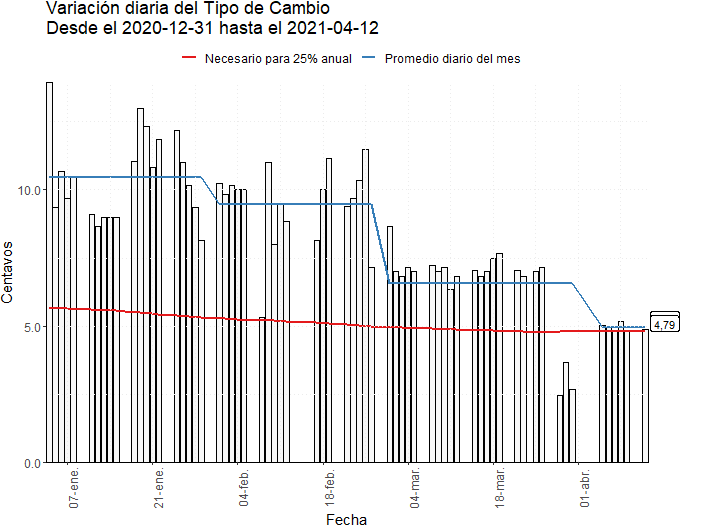 Variación diaria del Tipo de Cambio
Desde el 2020-12-31 hasta el 2021-04-12
Necesario para 25% anual
Promedio diario del mes
Centavos
10.0
5.0
0.0
4,79
07-ene.
21-ene.
04-feb.
18-feb.
04-mar.
18-mar.
01-abr.
Fecha